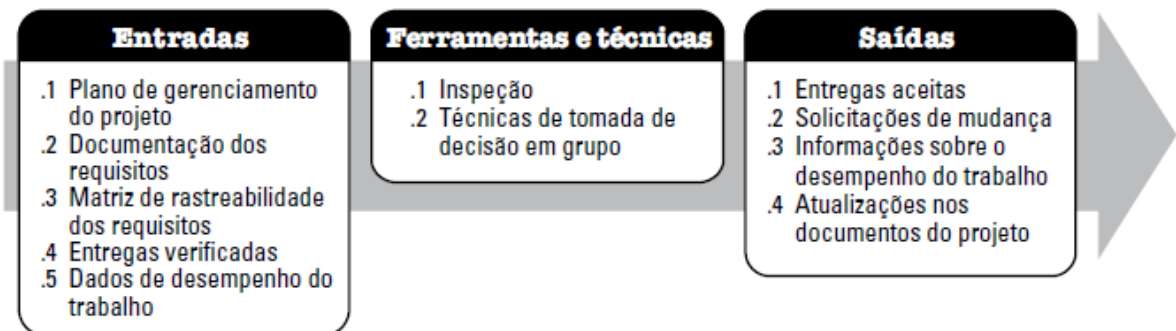 Entradas
.1 Plano de gerenciamento
do projeto
.2 Documentação dos
requisitos
.3 Matriz de rastreabilidade
dos requisitos
.4 Entregas verificadas
.5 Dados de desempenho do
trabalho
Ferramentas e técnicas
.1 Inspeção
.2 Técnicas de tomada de
decisão em grupo
Saídas
.1 Entregas aceitas
.2 Solicitações de mudança
.3 Informações sobre o
desempenho do trabalho
.4 Atualizações nos
documentos do projeto